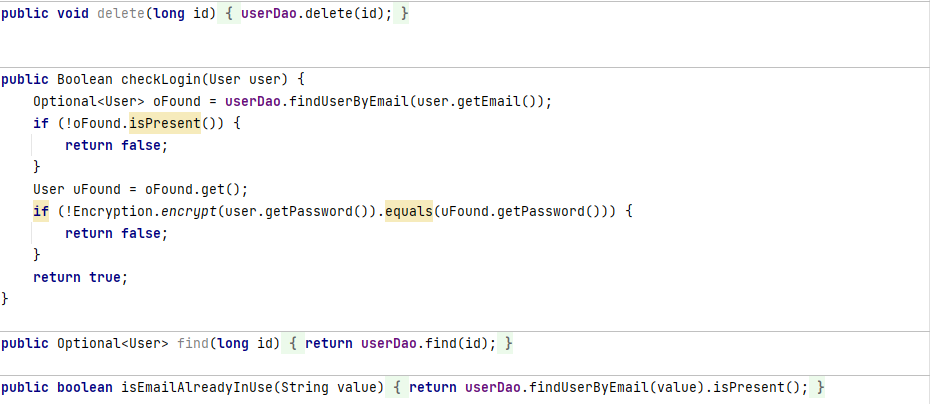 public void delete(long id) { userDao.delete(id); }
public Boolean checkLogin(User user) {
    Optional<User> oFound = userDao.findUserByEmail(user.getEmail());
    if (!oFound.isPresent()) {
        return false;
    }
    User uFound = oFound.get();
    if (!Encryption.encrypt(user.getPassword()).equals(uFound.getPassword())) {
        return false;
    }
    return true;
}
public Optional<User> find(long id) { return userDao.find(id); }
public boolean isEmailAlreadyInUse(String value) { return userDao.findUserByEmail(value).isPresent(); }